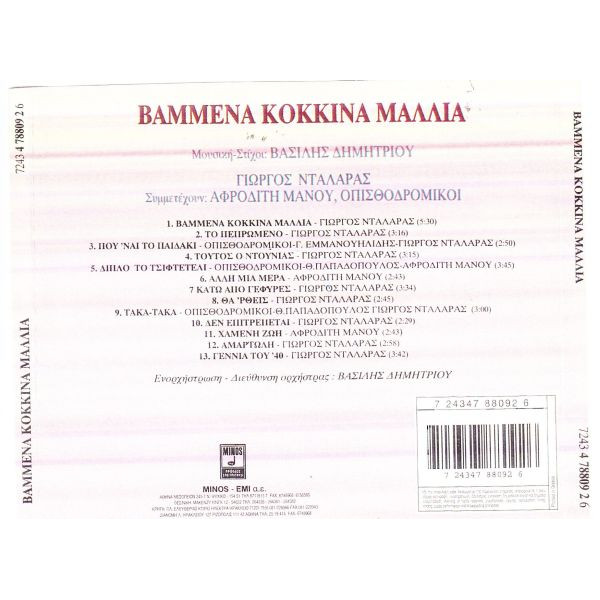 ΒΑΜΜΕΝΑ ΚΟΚΚΙΝΑ ΜΑΛΛΙΑ
Μουσική-Στίχοι: ΒΑΣΙΛΗΣ ΔΗΜΗΤΡΙΟΥ
ΓΙΩΡΓΟΣ ΝΤΑΛΑΡΑΣ
Συμμετέχουν: ΑΦΡΟΔΙΤΗ ΜΑΝΟΥ, ΟΠΙΣΘΟΔΡΟΜΙΚΟΙ
1. ΒΑΜΜΕΝΑ ΚΟΚΚΙΝΑ ΜΑΛΛΙΑ - ΓΙΩΡΓΟΣ ΝΤΑΛΑΡΑΣ (5:30)
2. ΤΟ ΠΕΠΡΩΜΕΝΟ - ΓΙΩΡΓΟΣ ΝΤΑΛΑΡΑΣ (3:16)
3. ΠΟΥ 'ΝΑΙ ΤΟ ΠΑΙΔΑΚΙ - ΟΠΙΣΘΟΔΡΟΜΙΚΟΙ-Γ. ΕΜΜΑΝΟΥΗΛΙΔΗΣ-ΓΙΩΡΓΟΣ ΝΤΑΛΑΡΑΣ (2:50)
4. ΤΟΥΤΟΣ Ο ΝΤΟΥΝΙΑΣ - ΓΙΩΡΓΟΣ ΝΤΑΛΑΡΑΣ (3:15)
5. ΔΙΠΛΟ ΤΟ ΤΣΙΦΤΕΤΕΛΙ - ΟΠΙΣΘΟΔΡΟΜΙΚΟΙ-Θ.ΠΑΠΑΔΟΠΟΥΛΟΣ-ΑΦΡΟΔΙΤΗ ΜΑΝΟΥ (3:45)
6. ΑΛΛΗ ΜΙΑ ΜΕΡΑ - ΑΦΡΟΔΙΤΗ ΜΑΝΟΥ (2:43)
7 ΚΑΤΩ ΑΠΟ ΓΕΦΥΡΕΣ - ΓΙΩΡΓΟΣ ΝΤΑΛΑΡΑΣ (3:34)
8. ΘΑ 'ΡΘΕΙΣ - ΓΙΩΡΓΟΣ ΝΤΑΛΑΡΑΣ (2:45)
9. ΤΑΚΑ-ΤΑΚΑ - ΟΠΙΣΘΟΔΡΟΜΙΚΟΙ-Θ.ΠΑΠΑΔΟΠΟΥΛΟΣ ΓΙΩΡΓΟΣ ΝΤΑΛΑΡΑΣ (3:00)
10. ΔΕΝ ΕΠΙΤΡΕΠΕΤΑΙ - ΓΙΩΡΓΟΣ ΝΤΑΛΑΡΑΣ (2:29)
11. ΧΑΜΕΝΗ ΖΩΗ - ΑΦΡΟΔΙΤΗ ΜΑΝΟΥ (2:43)
12. ΑΜΑΡΤΩΛΗ - ΓΙΩΡΓΟΣ ΝΤΑΛΑΡΑΣ (2:58)
13. ΓΕΝΝΙΑ ΤΟΥ '40 - ΓΙΩΡΓΟΣ ΝΤΑΛΑΡΑΣ (3:42)
Ενορχήστρωση - Διεύθυνση ορχήστρας : ΒΑΣΙΛΗΣ ΔΗΜΗΤΡΙΟΥ
MINOS
MINOS - EMI α.ε.
7 24347 88092 6
7 24347 88092 6
7243 4 78809 2 6
ΒΑΜΜΕΝΑ ΚΟΚΚΙΝΑ ΜΑΛΛΙΑ
ΒΑΜΜΕΝΑ ΚΟΚΚΙΝΑ ΜΑΛΛΙΑ
7243 4 78809 2 6